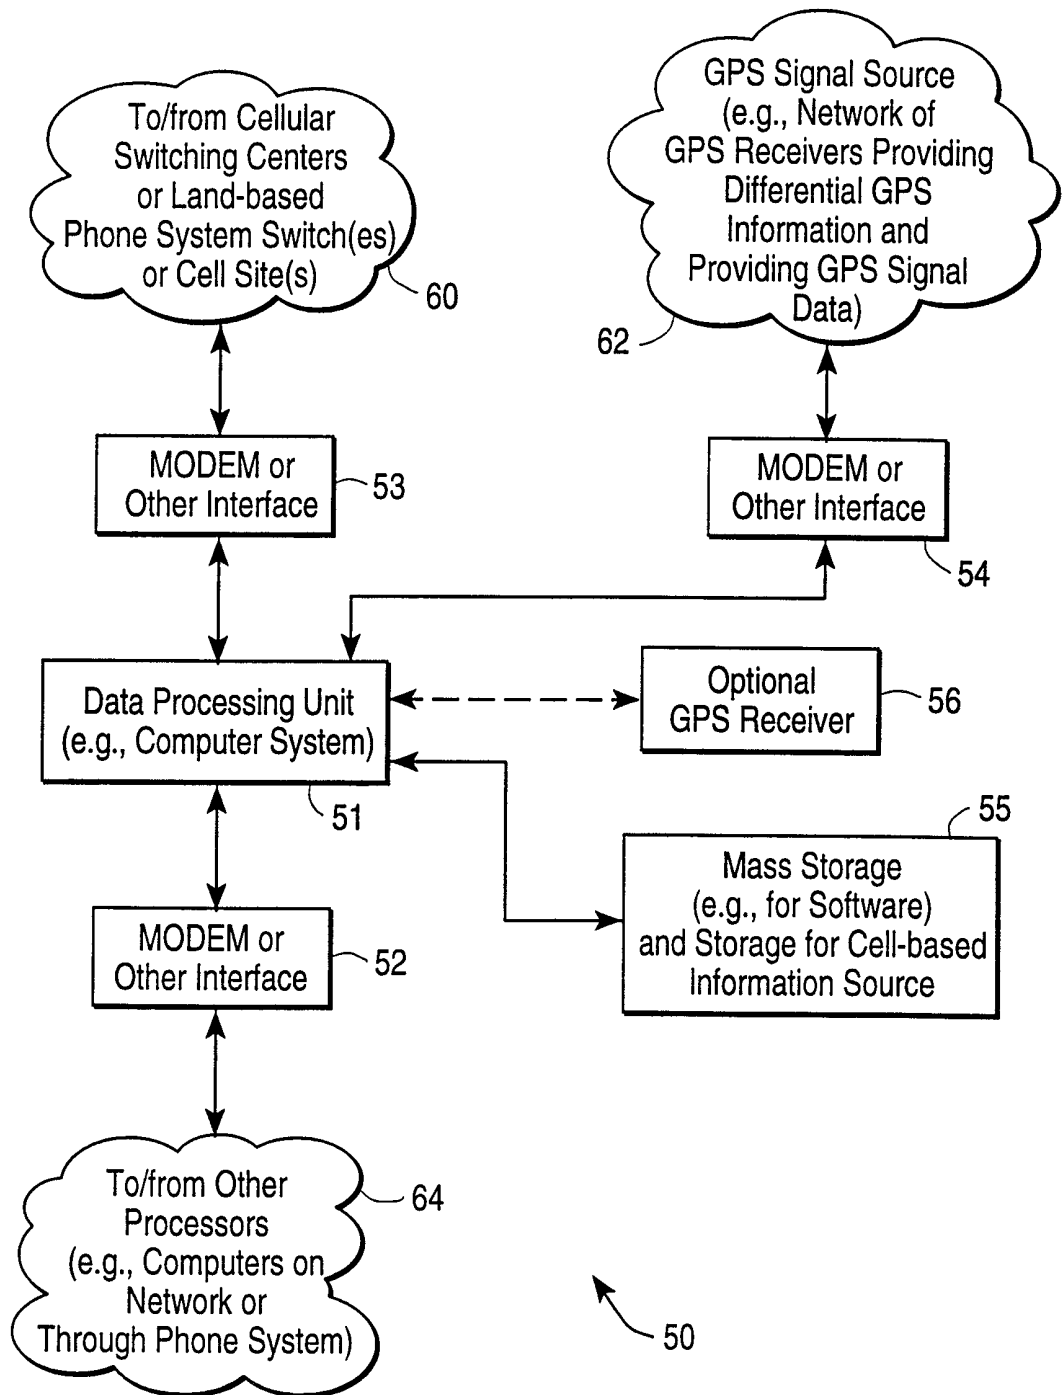 To/from Cellular
Switching Centers
or Land-based
Phone System Switch(es)
or Cell Site(s)
60
GPS Signal Source
(e.g., Network of
GPS Receivers Providing
Differential GPS
Information and
Providing GPS Signal
Data)
62
MODEM or
Other Interface
53
MODEM or
Other Interface
54
Data Processing Unit
(e.g., Computer System)
51
Optional
GPS Receiver
56
55
Mass Storage
(e.g., for Software)
and Storage for Cell-based
Information Source
MODEM or
Other Interface
52
To/from Other
Processors
(e.g., Computers on
Network or
Through Phone System)
64
50